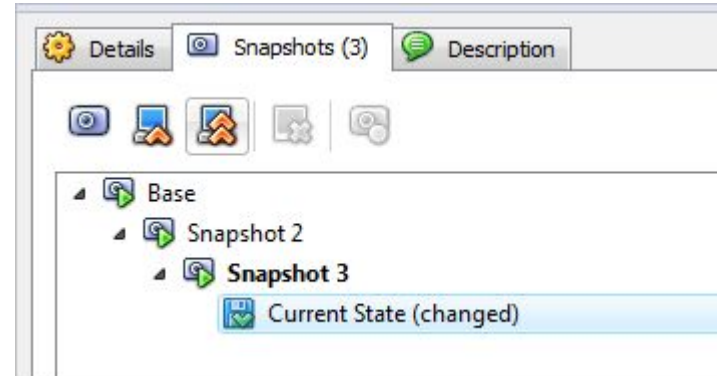 Details Snapshots (3) Description
Base
Snapshot 2
Snapshot 3
Current State (changed)